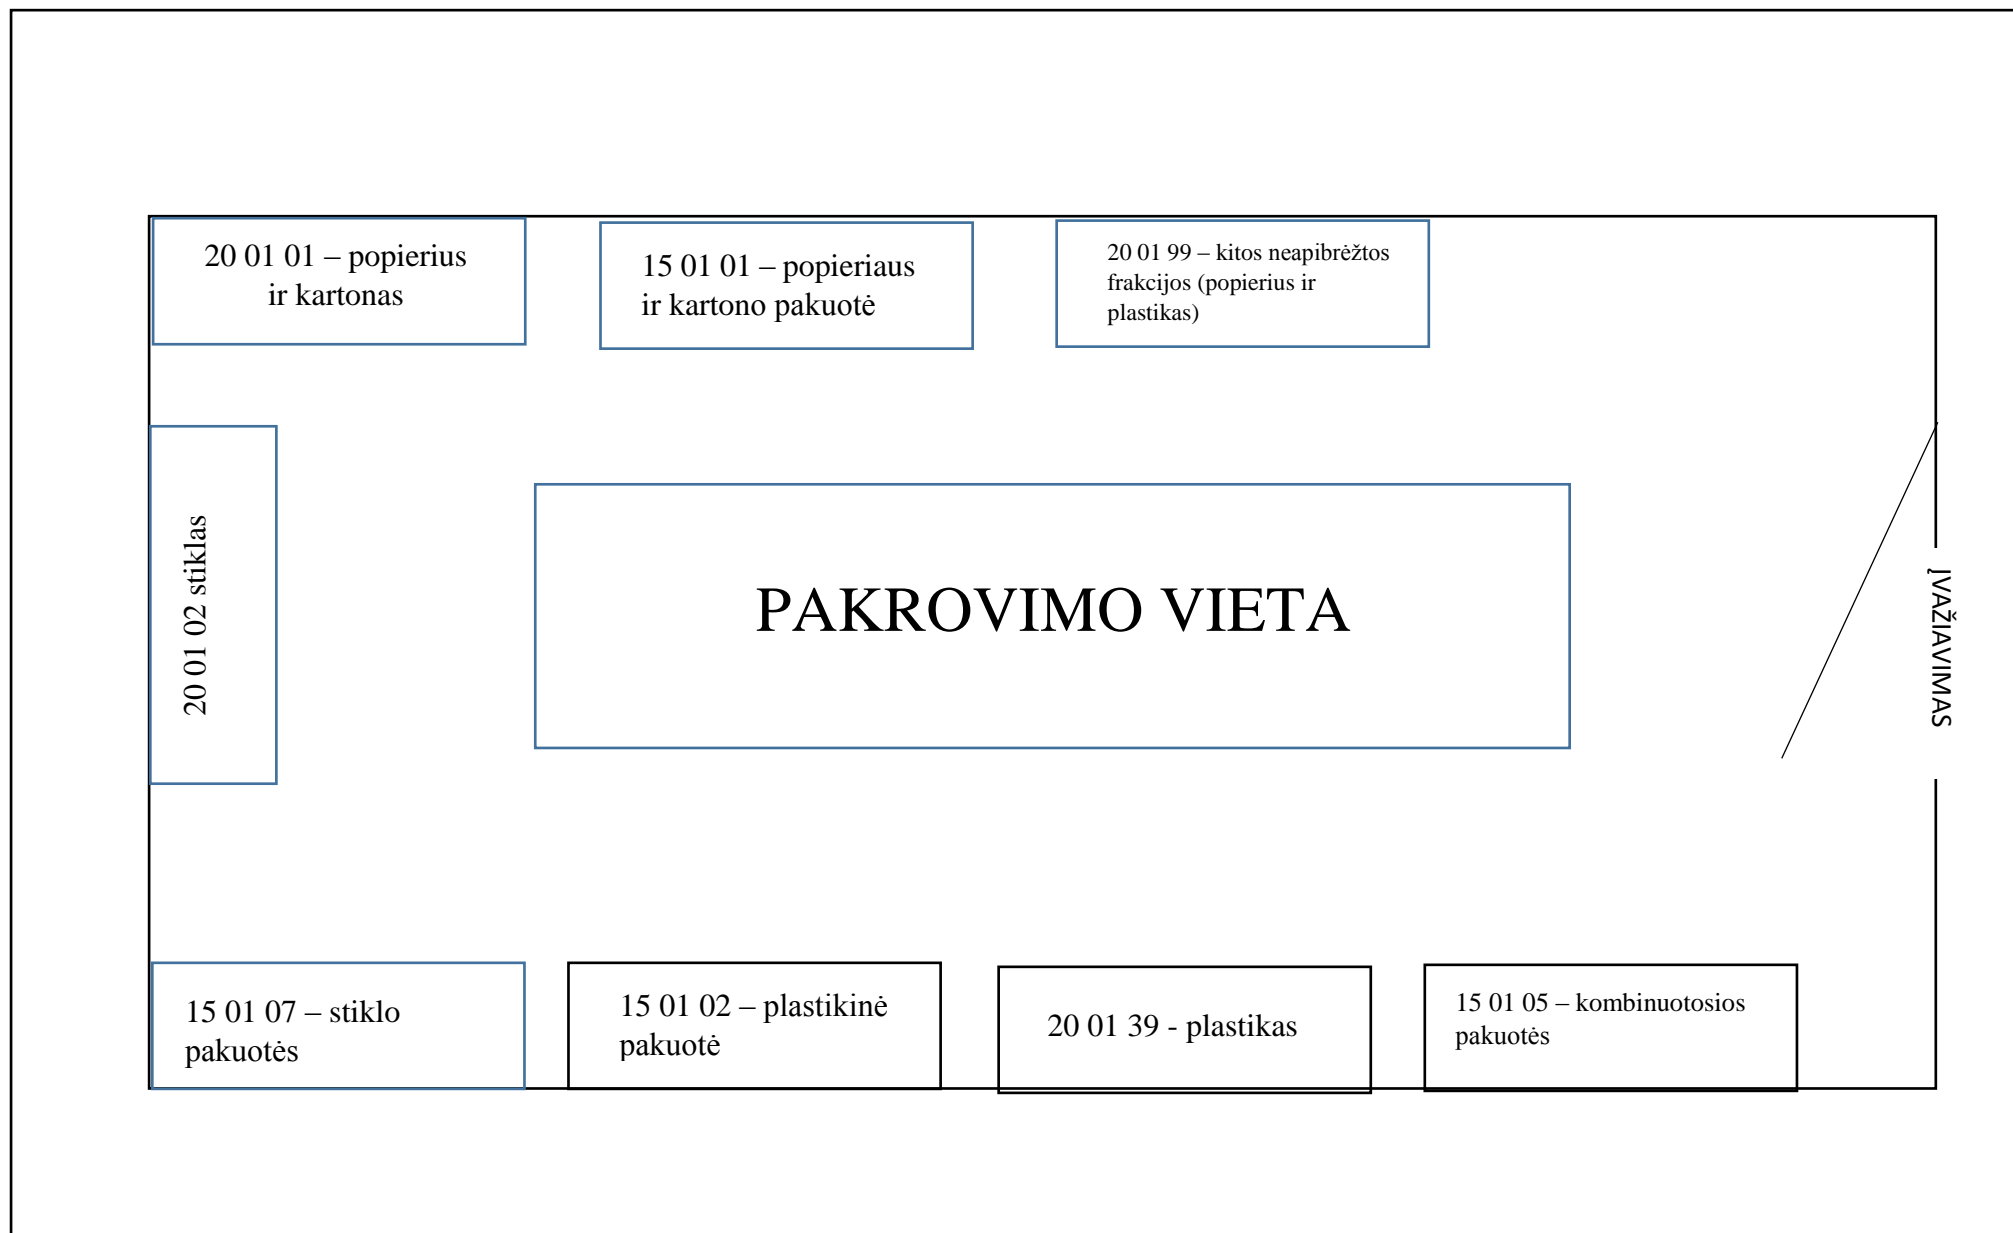 20 01 01 – popierius
ir kartonas
15 01 01 – popieriaus
ir kartono pakuotė
20 01 99 – kitos neapibrėžtos
frakcijos (popierius ir
plastikas)
20 01 02 stiklas
PAKROVIMO VIETA
ĮVAŽIAVIMAS
15 01 07 – stiklo
pakuotės
15 01 02 – plastikinė
pakuotė
20 01 39 - plastikas
15 01 05 – kombinuotosios
pakuotės